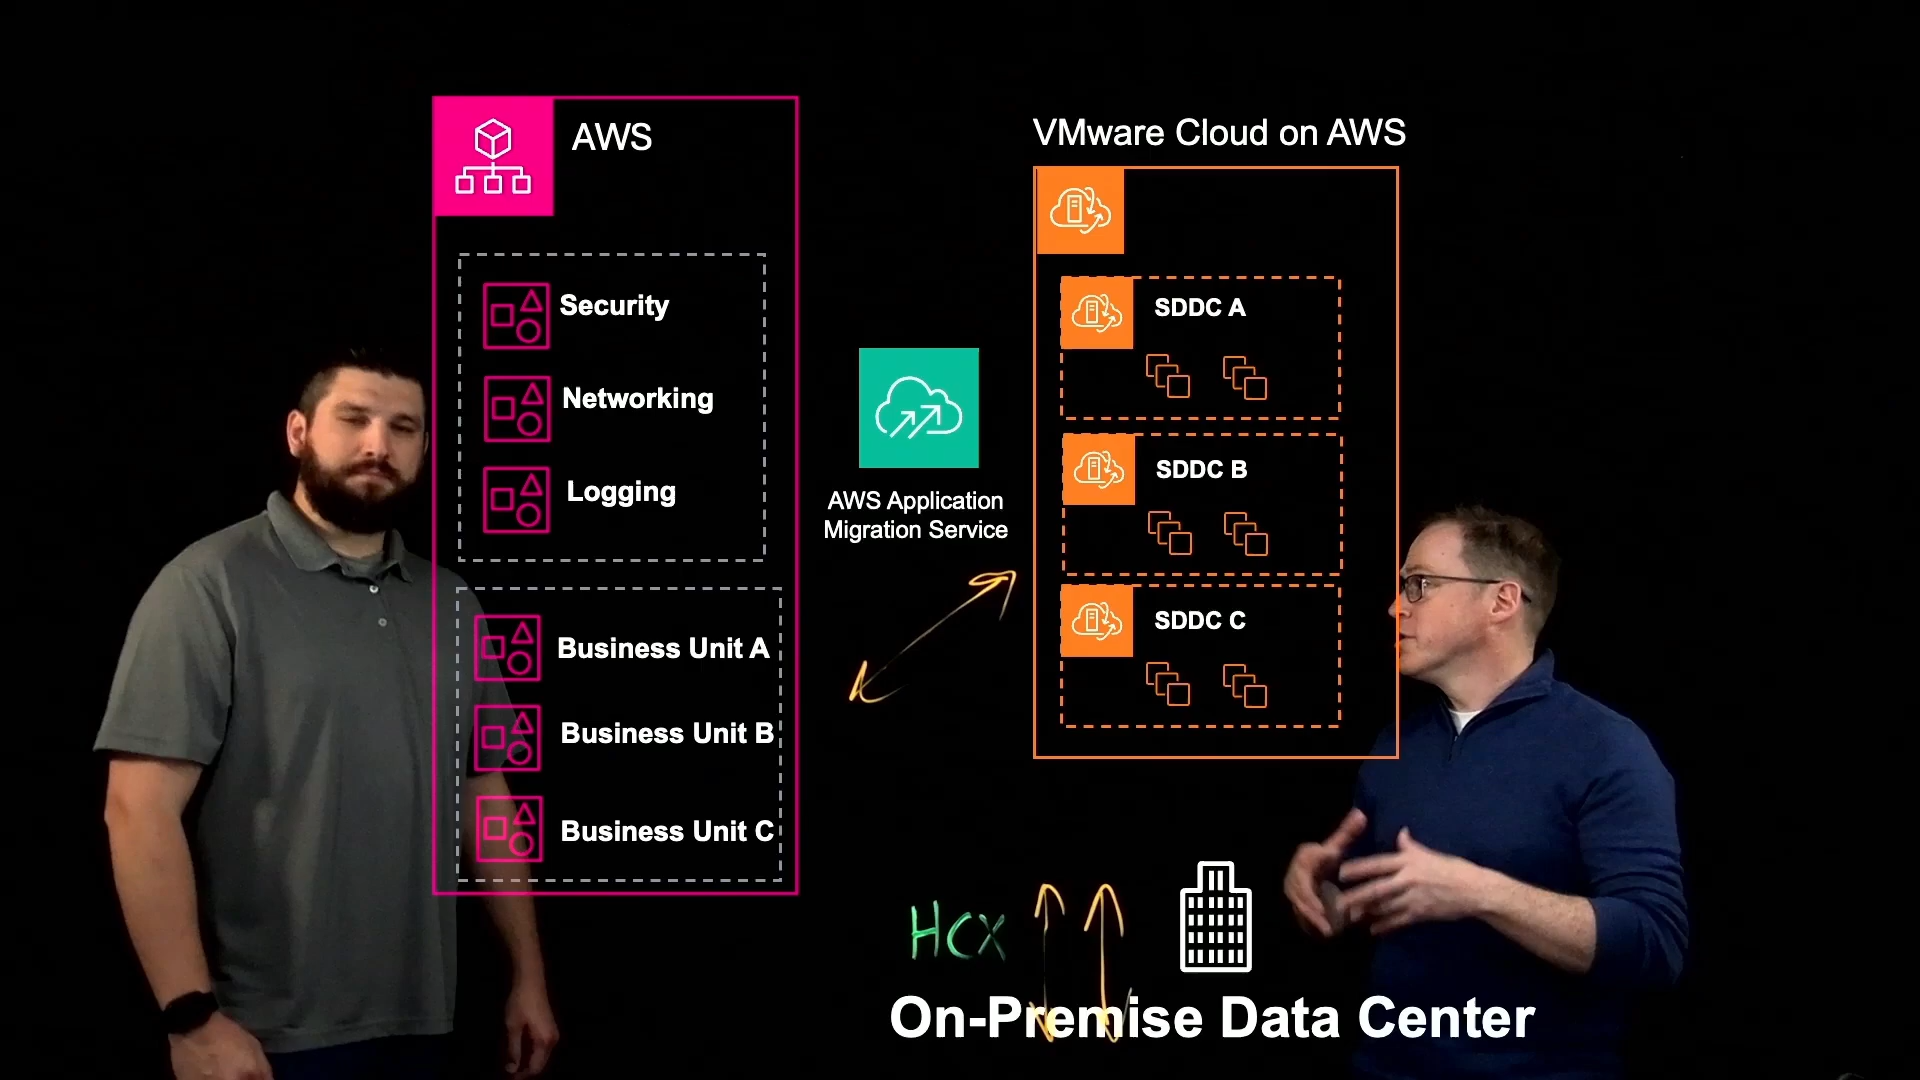 AWS
Security
Networking
Logging
Business Unit A
Business Unit B
Business Unit C
AWS Application
Migration Service
VMware Cloud on AWS
SDDC A
SDDC B
SDDC C
HCX
On-Premise Data Center